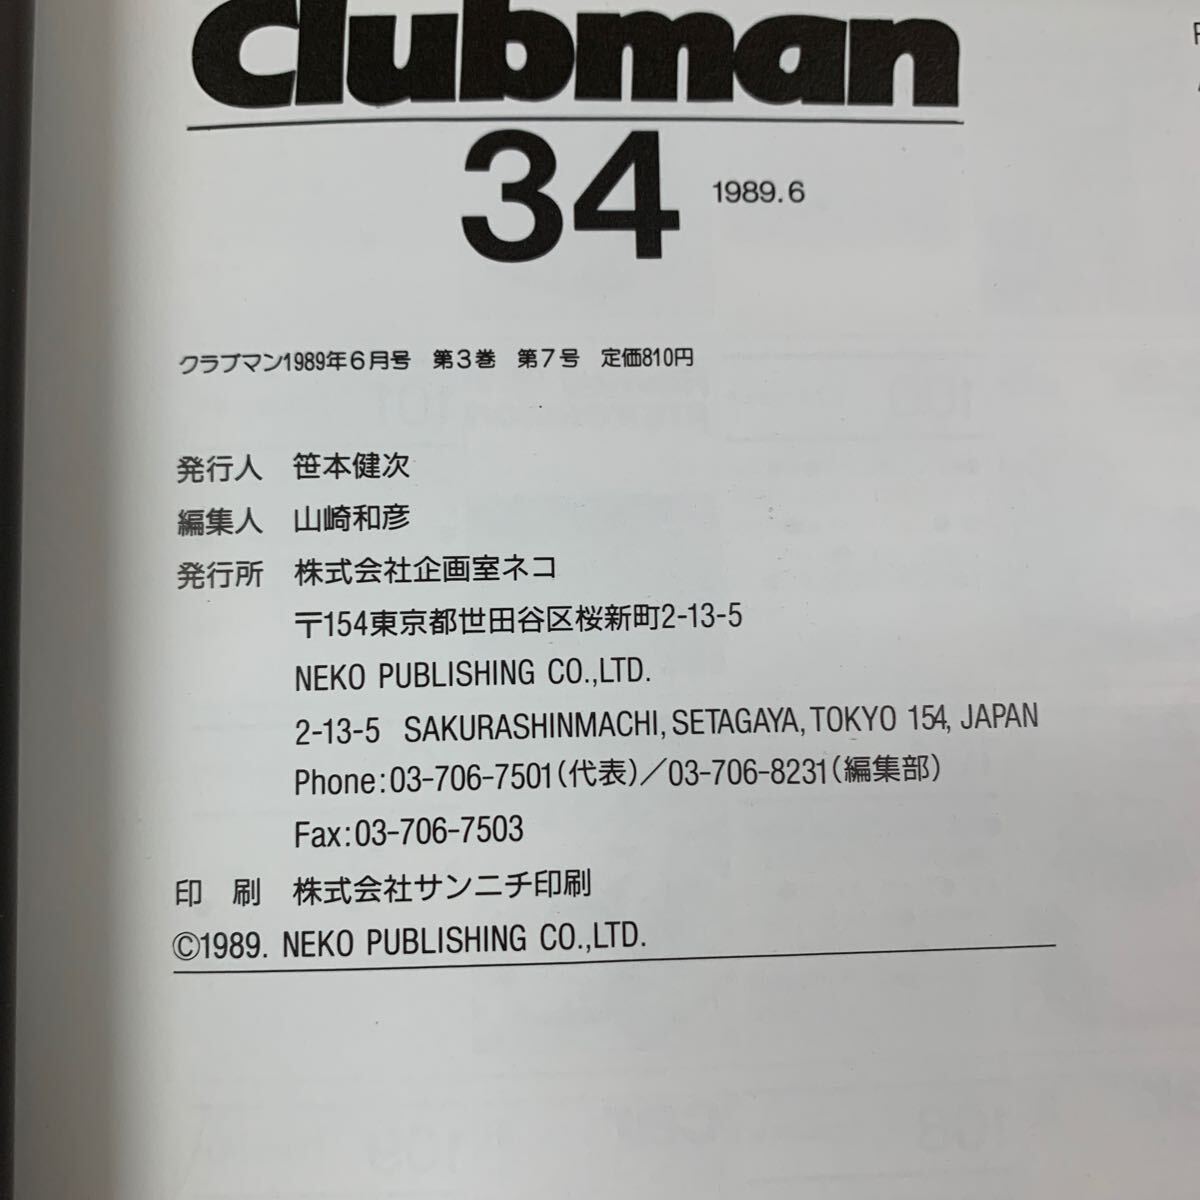 Clubman
34 1989.6
クラブマン1989年6月号 第3巻 第7号 定価810円
発行人 笹本健次
編集人 山崎和彦
発行所 株式会社企画室ネコ
〒154東京都世田谷区桜新町2-13-5
NEKO PUBLISHING CO.,LTD.
2-13-5 SAKURASHINMACHI, SETAGAYA, TOKYO 154, JAPAN
Phone:03-706-7501(代表)/03-706-8231(編集部)
Fax:03-706-7503
印 刷 株式会社サンニチ印刷
©1989. NEKO PUBLISHING CO.,LTD.